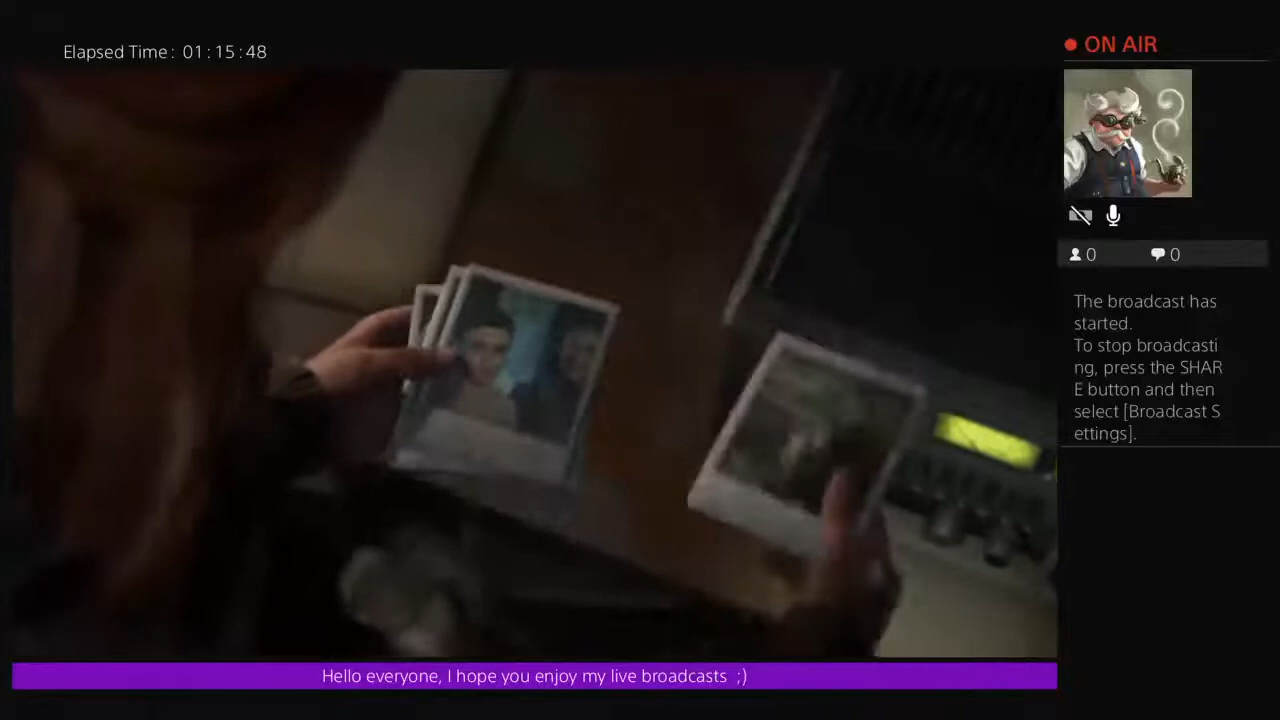 Elapsed Time: 01:15:48
ON AIR
0 0
The broadcast has
started.
To stop broadcasti
ng, press the SHAR
E button and then
select [Broadcast S
ettings].
Hello everyone, I hope you enjoy my live broadcasts ;)